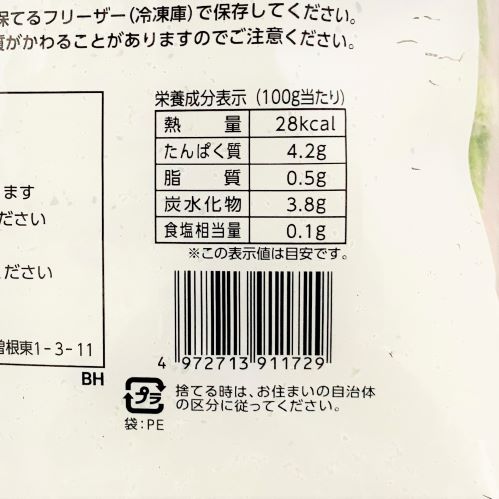 保てるフリーザー(冷凍庫)で保存してください。
質がかわることがありますのでご注意ください。
栄養成分表示 (100g当たり)
熱 量 28kcal
たんぱく質 4.2g
脂 質 0.5g
炭水化物 3.8g
食塩相当量 0.1g
※この表示値は目安です。
ます
ださい
ください
曽根東1-3-11
BH
4 972713 911729
プラ
袋:PE
捨てる時は、お住まいの自治体
の区分に従ってください。